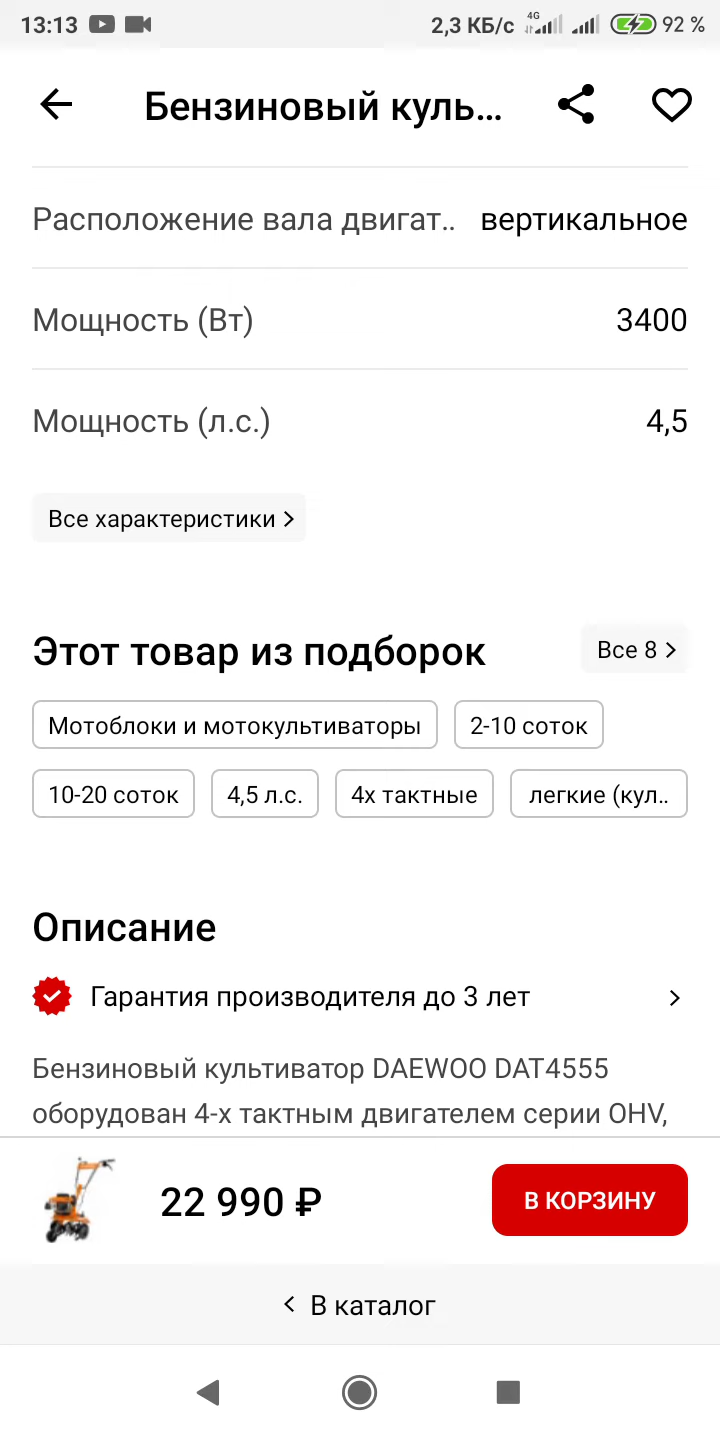 13:13 2,3 КБ/с 4G 92 %
Бензиновый куль...
Расположение вала двигат.. вертикальное
Мощность (Вт) 3400
Мощность (л.с.) 4,5
Все характеристики
Этот товар из подборок Все 8
Мотоблоки и мотокультиваторы 2-10 соток
10-20 соток 4,5 л.с. 4х тактные легкие (кул..
Описание
Гарантия производителя до 3 лет
Бензиновый культиватор DAEWOO DAT4555
оборудован 4-х тактным двигателем серии OHV,
22 990 ₽ В КОРЗИНУ
В каталог